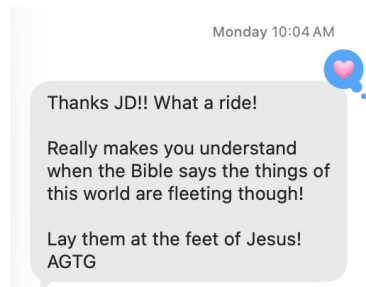 Monday 10:04 AM
Thanks JD!! What a ride!
Really makes you understand
when the Bible says the things of
this world are fleeting though!
Lay them at the feet of Jesus!
AGTG